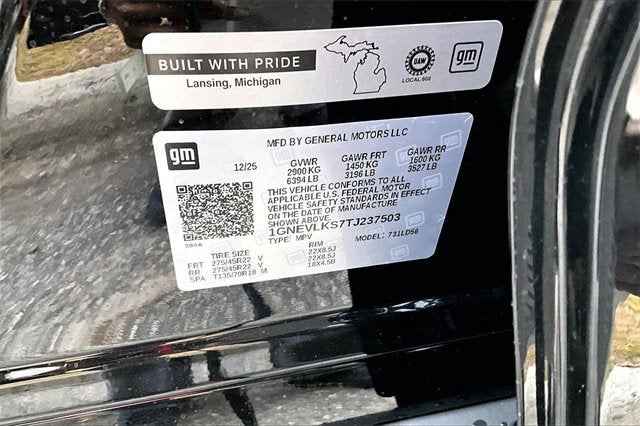 BUILT WITH PRIDE
Lansing, Michigan
UAW
LOCAL 602
gm
gm
MFD BY GENERAL MOTORS LLC
12/25 GVWR GAWR FRT GAWR RR
2900 KG 1450 KG 1600 KG
6394 LB 3196 LB 3527 LB
THIS VEHICLE CONFORMS TO ALL
APPLICABLE U.S. FEDERAL MOTOR
VEHICLE SAFETY STANDARDS IN EFFECT
ON THE DATE OF MANUFACTURE
SHOWN ABOVE.
1GNEVLKS7TJ237503
TYPE: MPV MODEL: 731LD56
384A
TIRE SIZE RIM
FRT 275/45R22 V 22X8.5J
RR 275/45R22 V 22X8.5J
SPA T135/70R18 M 18X4.5B